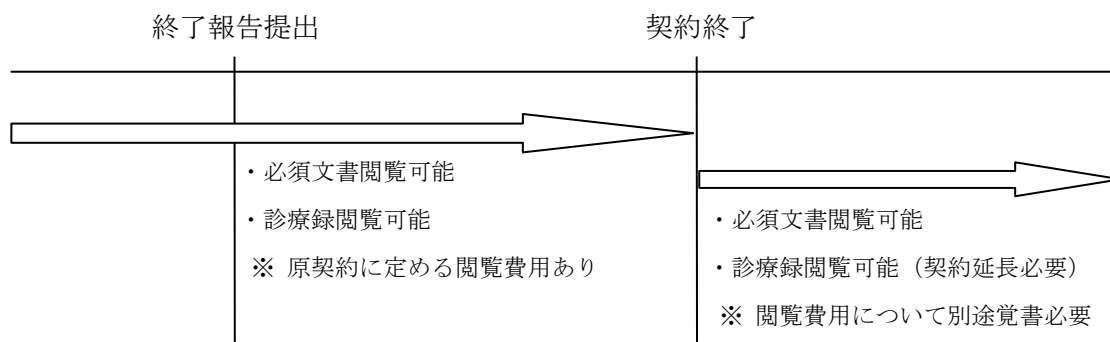 終了報告提出
契約終了
・必須文書閲覧可能
・診療録閲覧可能
※ 原契約に定める閲覧費用あり
・必須文書閲覧可能
・診療録閲覧可能（契約延長必要）
※ 閲覧費用について別途覚書必要